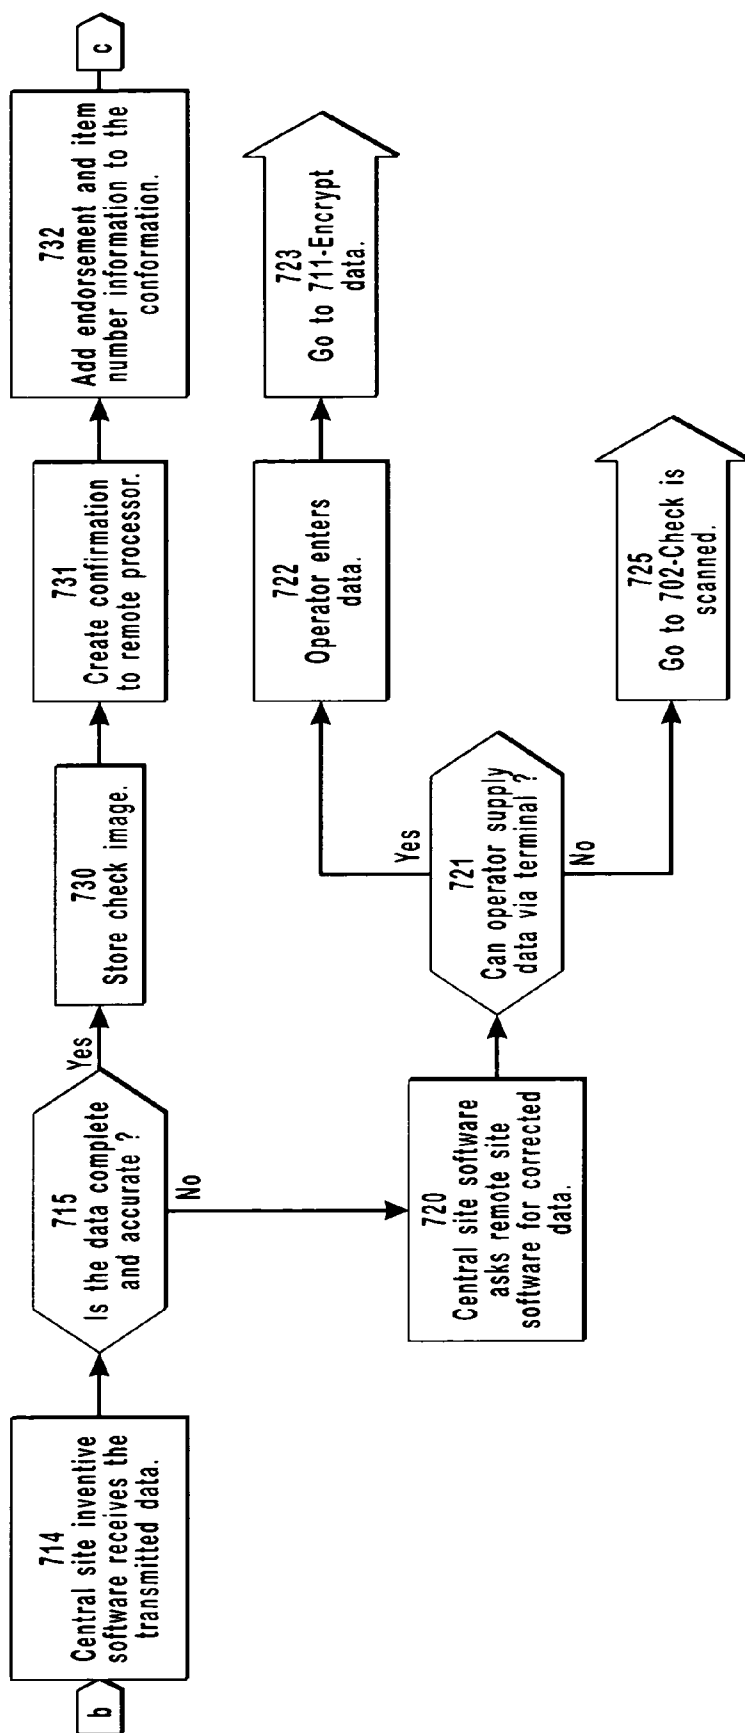 b
714
Central site inventive
software receives the
transmitted data.
715
Is the data complete
and accurate ?
Yes
No
730
Store check image.
731
Create confirmation
to remote processor.
732
Add endorsement and item
number information to the
conformation.
c
720
Central site software
asks remote site
software for corrected
data.
721
Can operator supply
data via terminal ?
Yes
No
722
Operator enters
data.
723
Go to 711-Encrypt
data.
725
Go to 702-Check is
scanned.